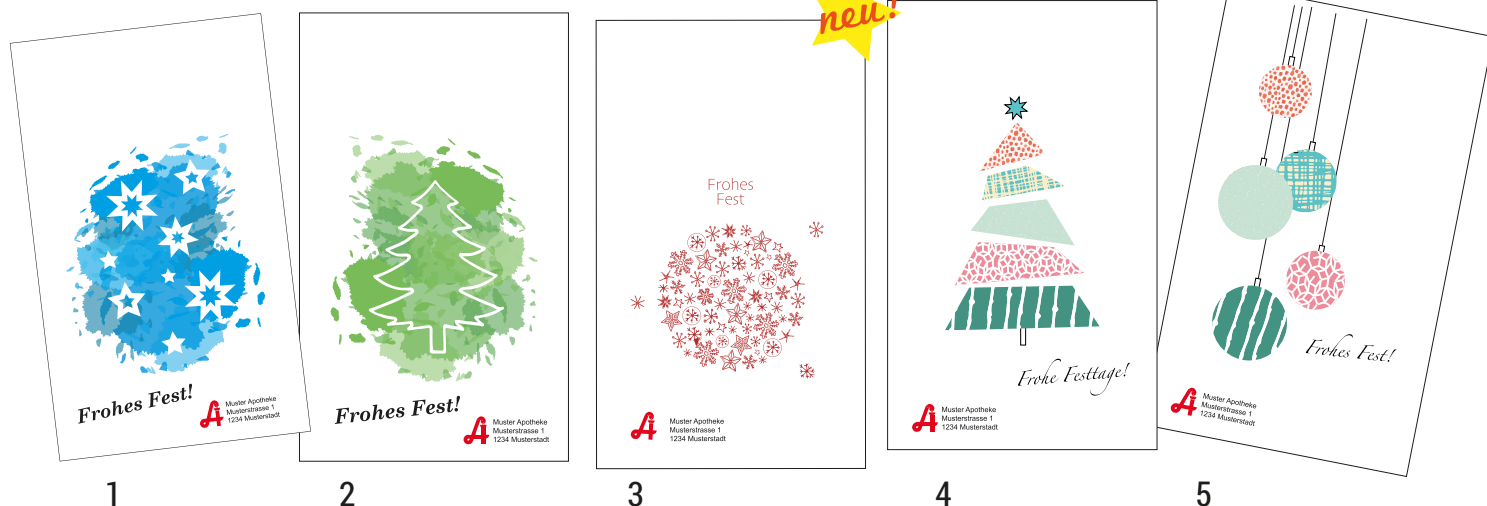 neu!
Frohes Fest!
Muster Apotheke
Musterstrasse 1
1234 Musterstadt
Frohes Fest!
Muster Apotheke
Musterstrasse 1
1234 Musterstadt
Frohes
Fest
Muster Apotheke
Musterstrasse 1
1234 Musterstadt
Frohe Festtage!
Muster Apotheke
Musterstrasse 1
1234 Musterstadt
Frohes Fest!
Muster Apotheke
Musterstrasse 1
1234 Musterstadt
1
2
3
4
5